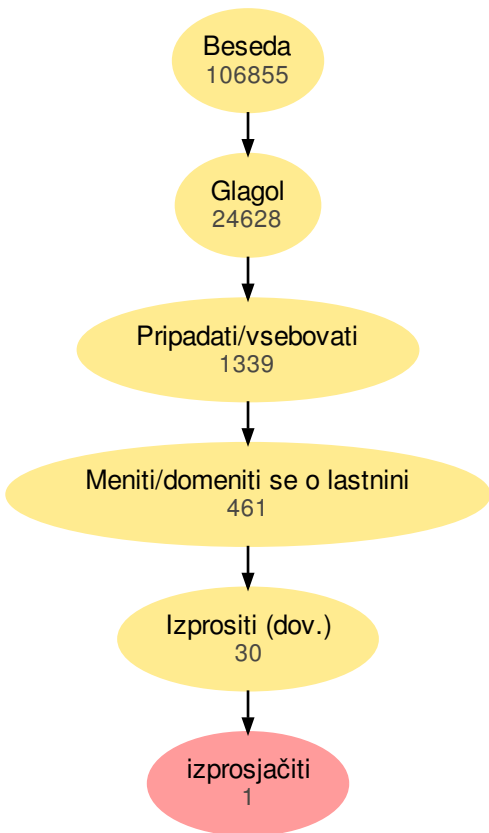 Beseda
106855
Glagol
24628
Pripadati/vsebovati
1339
Meniti/domeniti se o lastnini
461
Izprositi (dov.)
30
izprosjačiti
1